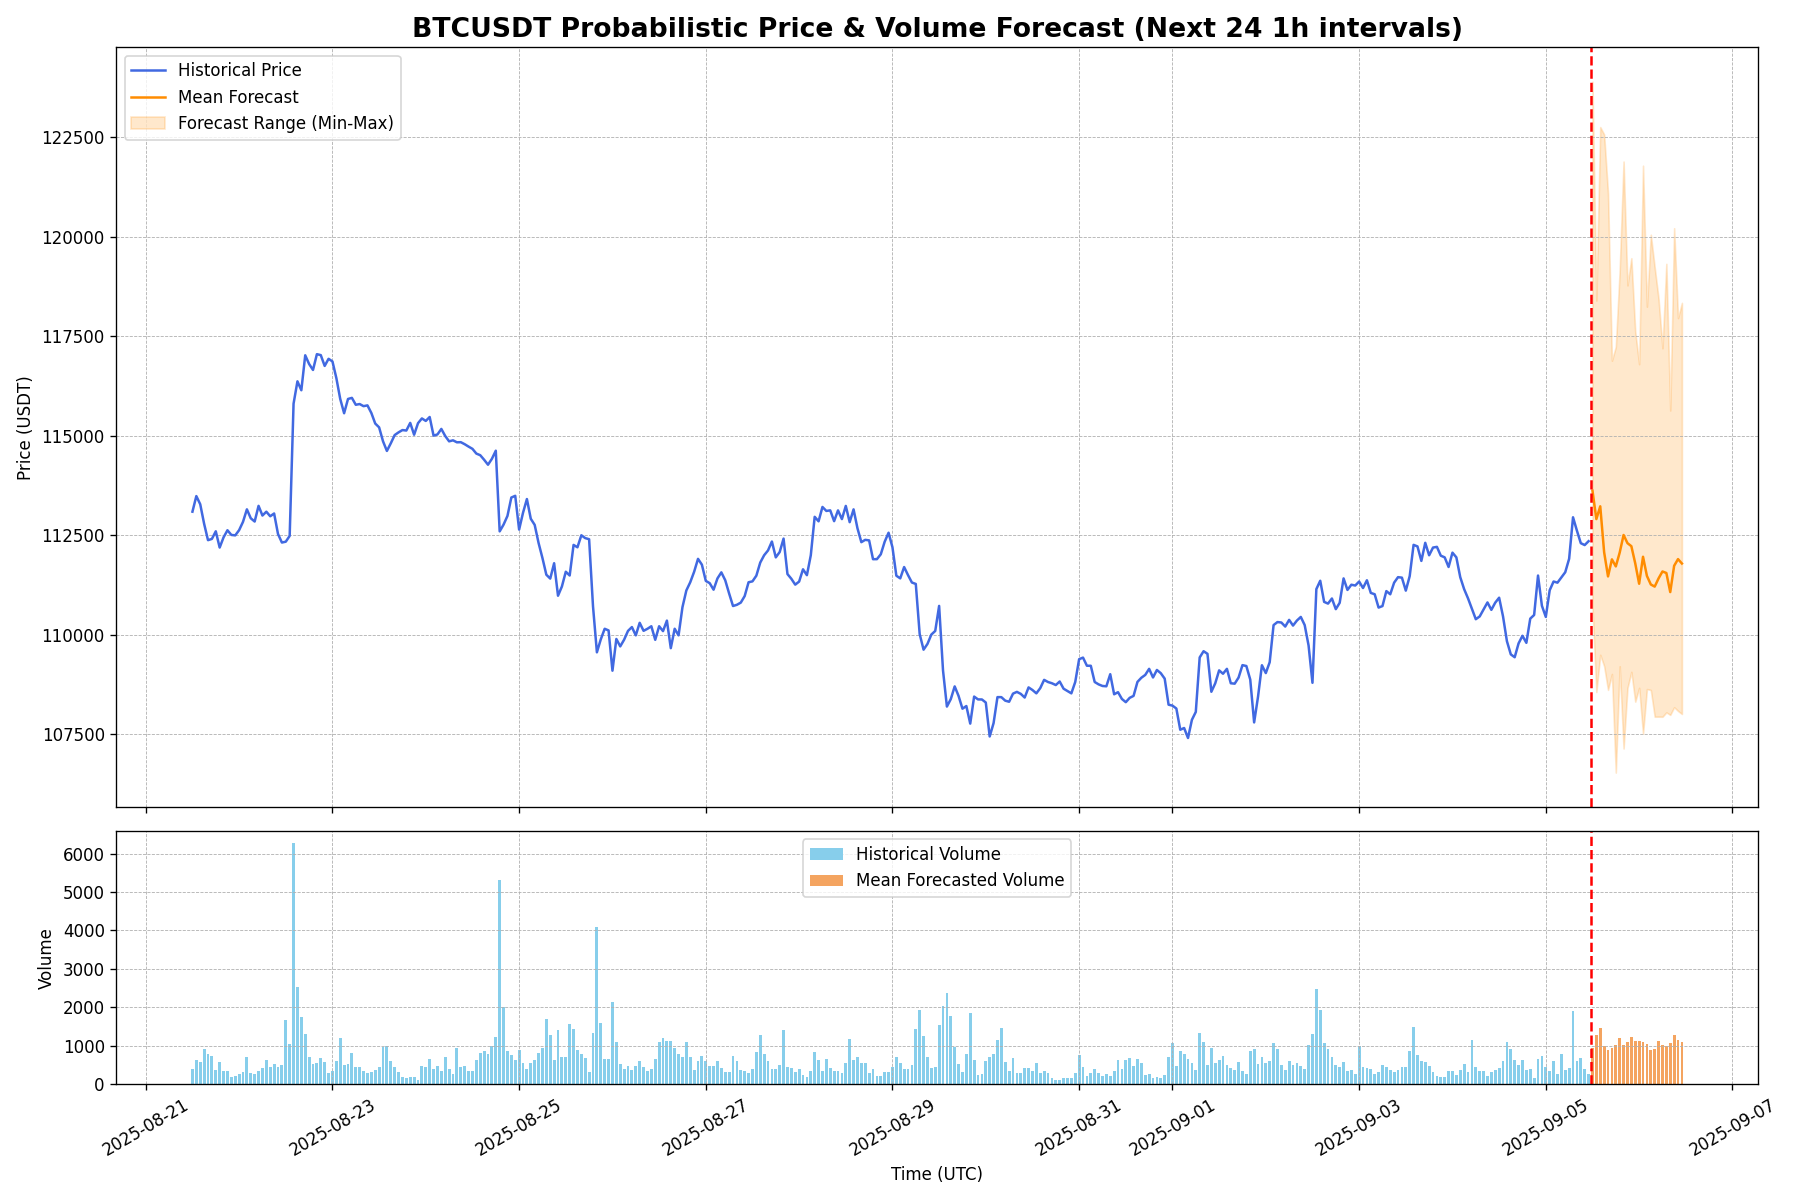 BTCUSDT Probabilistic Price & Volume Forecast (Next 24 1h intervals)
Historical Price
Mean Forecast
Forecast Range (Min-Max)
122500
120000
117500
115000
112500
110000
107500
Price (USDT)
Historical Volume
Mean Forecasted Volume
6000
5000
4000
3000
2000
1000
0
Volume
2025-08-21
2025-08-23
2025-08-25
2025-08-27
2025-08-29
2025-08-31
2025-09-01
2025-09-03
2025-09-05
2025-09-07
Time (UTC)